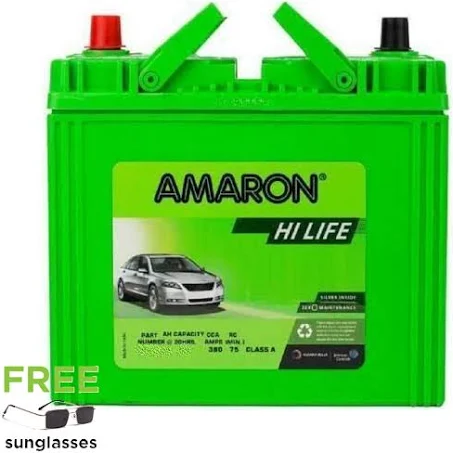 AMARON®
HI LIFE
SILVER INSIDE
ZERO MAINTENANCE
PART AH CAPACITY CCA RC
NUMBER @ 20HRS. AMPS (MIN.)
380 75 CLASS A
FREE
sunglasses